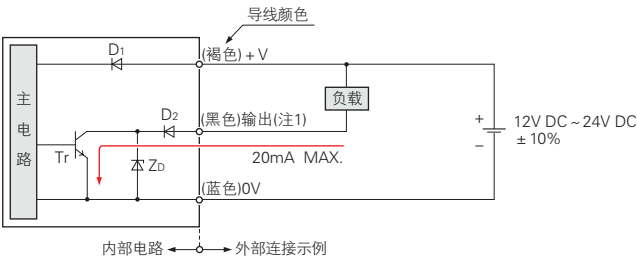 导线颜色
D1
(褐色)+V
主电路
负载
D2
(黑色)输出(注1)
+
12V DC~24V DC
±10%
−
Tr
ZD
20mA MAX.
(蓝色)0V
内部电路
外部连接示例